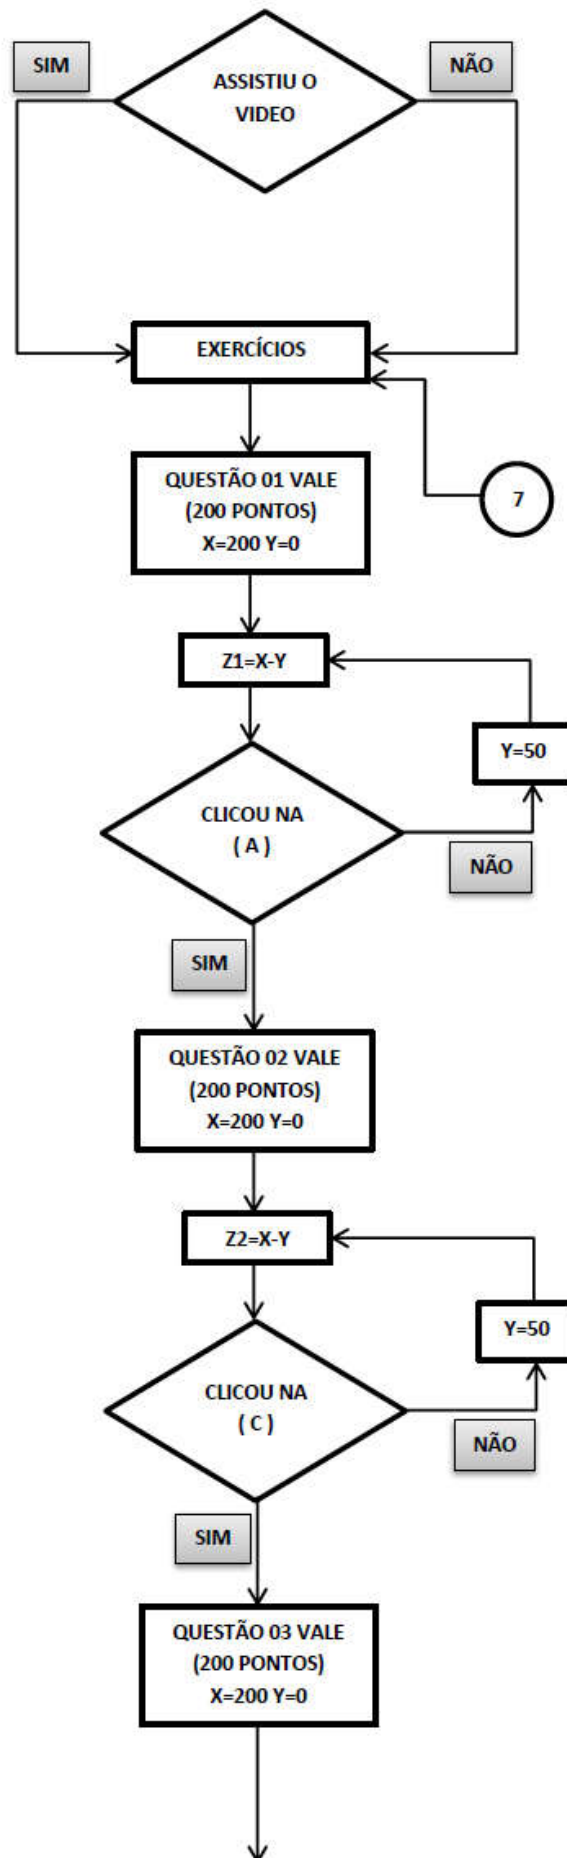 SIM
ASSISTIU O
VIDEO
NÃO
EXERCÍCIOS
QUESTÃO 01 VALE
(200 PONTOS)
X=200 Y=0
7
Z1=X-Y
Y=50
CLICOU NA
( A )
NÃO
SIM
QUESTÃO 02 VALE
(200 PONTOS)
X=200 Y=0
Z2=X-Y
Y=50
CLICOU NA
( C )
NÃO
SIM
QUESTÃO 03 VALE
(200 PONTOS)
X=200 Y=0